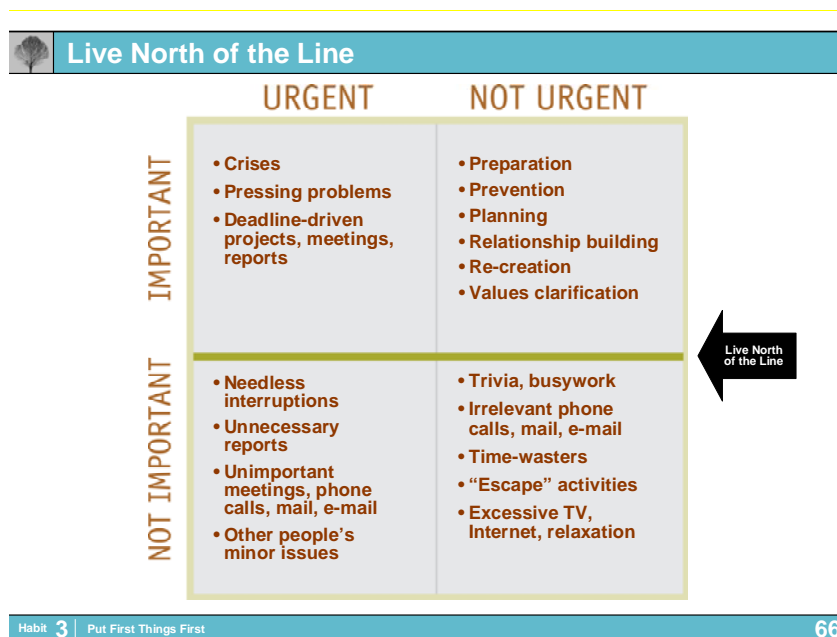 Live North of the Line
URGENT
NOT URGENT
IMPORTANT
• Crises
• Pressing problems
• Deadline-driven
projects, meetings,
reports
• Preparation
• Prevention
• Planning
• Relationship building
• Re-creation
• Values clarification
Live North
of the Line
NOT IMPORTANT
• Needless
interruptions
• Unnecessary
reports
• Unimportant
meetings, phone
calls, mail, e-mail
• Other people’s
minor issues
• Trivia, busywork
• Irrelevant phone
calls, mail, e-mail
• Time-wasters
• “Escape” activities
• Excessive TV,
Internet, relaxation
Habit 3 | Put First Things First
66